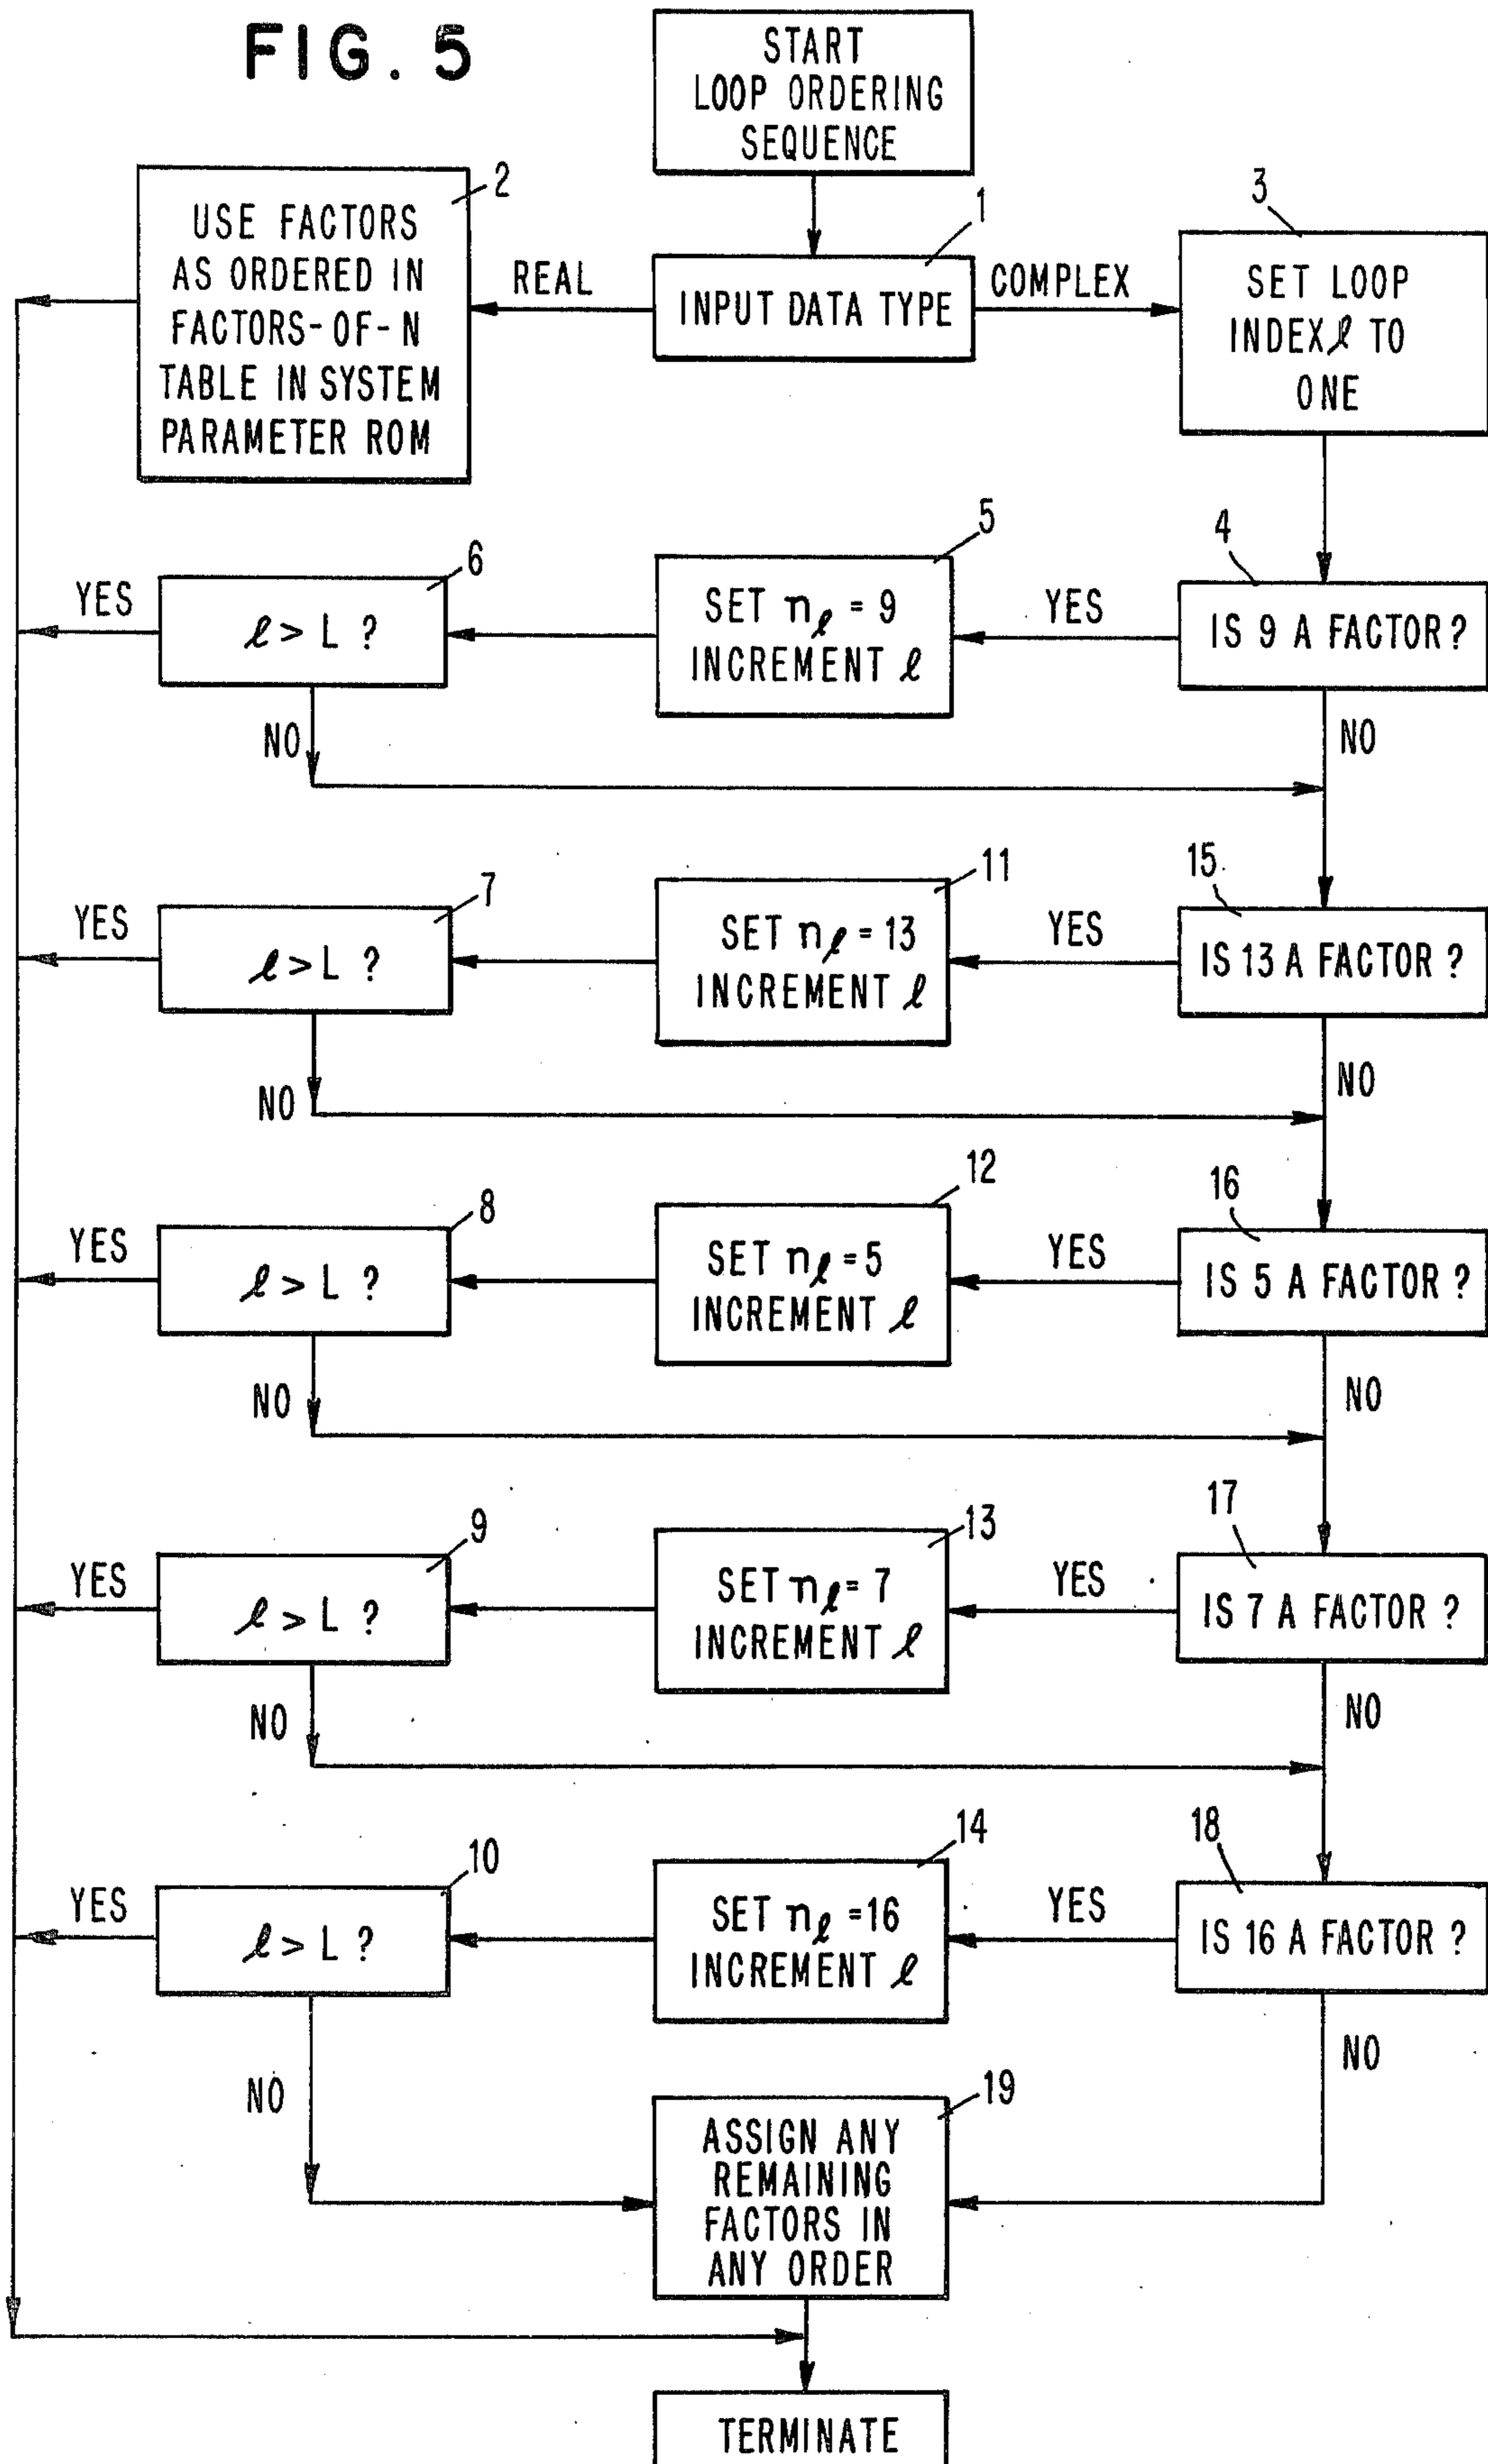 FIG. 5
START
LOOP ORDERING
SEQUENCE
2
USE FACTORS
AS ORDERED IN
FACTORS-OF-N
TABLE IN SYSTEM
PARAMETER ROM
REAL
1
INPUT DATA TYPE
COMPLEX
3
SET LOOP
INDEX ℓ TO
ONE
YES
6
ℓ > L ?
NO
5
SET nℓ = 9
INCREMENT ℓ
YES
4
IS 9 A FACTOR?
NO
YES
7
ℓ > L ?
NO
11
SET nℓ = 13
INCREMENT ℓ
YES
15
IS 13 A FACTOR ?
NO
YES
8
ℓ > L ?
NO
12
SET nℓ = 5
INCREMENT ℓ
YES
16
IS 5 A FACTOR ?
NO
YES
9
ℓ > L ?
NO
13
SET nℓ = 7
INCREMENT ℓ
YES
17
IS 7 A FACTOR ?
NO
YES
10
ℓ > L ?
NO
14
SET nℓ = 16
INCREMENT ℓ
YES
18
IS 16 A FACTOR ?
NO
19
ASSIGN ANY
REMAINING
FACTORS IN
ANY ORDER
TERMINATE